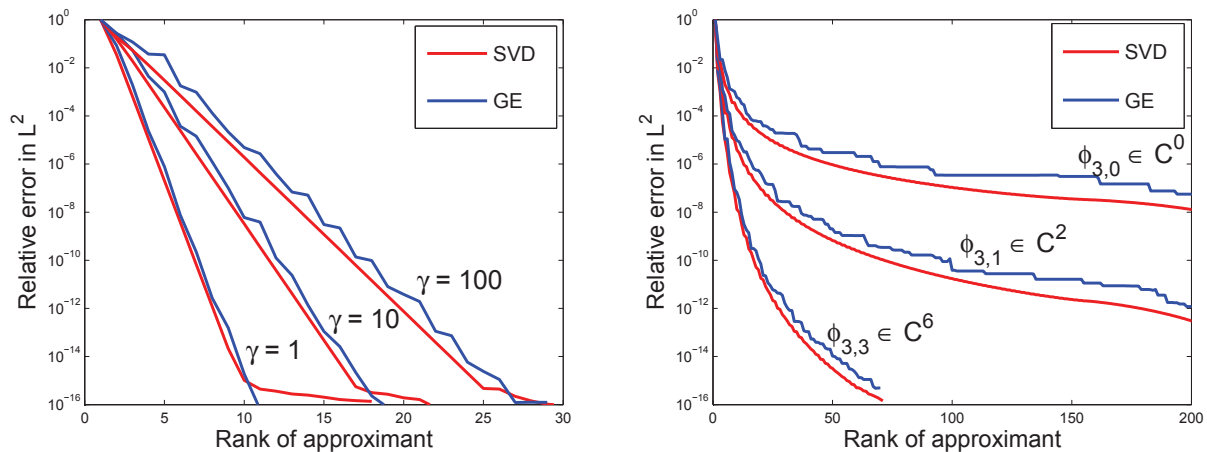 10^0
10^-2
10^-4
10^-6
10^-8
10^-10
10^-12
10^-14
10^-16
Relative error in L^2
SVD
GE
γ = 100
γ = 10
γ = 1
0 5 10 15 20 25 30
Rank of approximant
10^0
10^-2
10^-4
10^-6
10^-8
10^-10
10^-12
10^-14
10^-16
Relative error in L^2
SVD
GE
ϕ_3,0 ∈ C^0
ϕ_3,1 ∈ C^2
ϕ_3,3 ∈ C^6
0 50 100 150 200
Rank of approximant